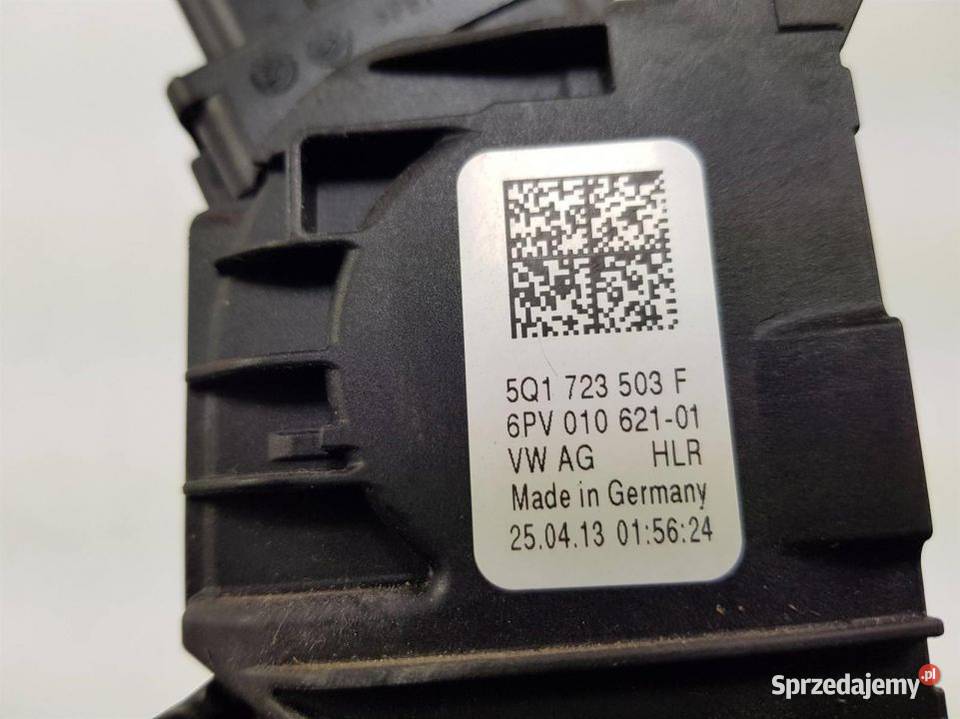 5Q1 723 503 F
6PV 010 621-01
VW AG HLR
Made in Germany
25.04.13 01:56:24
Sprzedajemy.pl